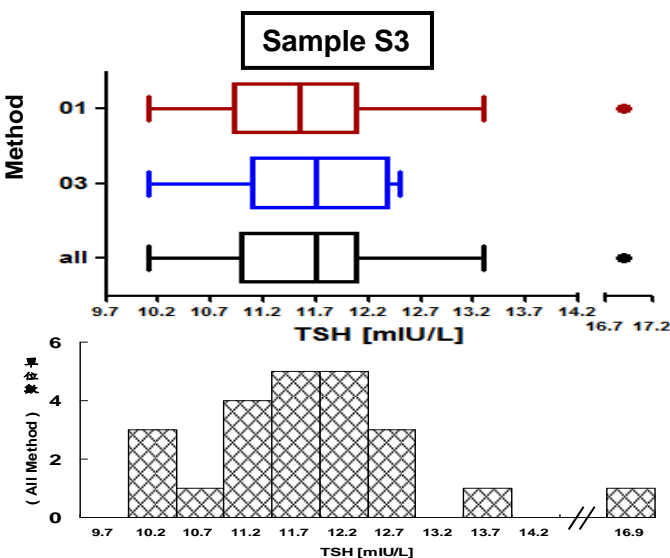 Sample S3
Method
01
03
all
9.7 10.2 10.7 11.2 11.7 12.2 12.7 13.2 13.7 14.2 16.7 17.2
TSH [mIU/L]
( All Method )
6
4
2
0
9.7 10.2 10.7 11.2 11.7 12.2 12.7 13.2 13.7 14.2 // 16.9
TSH [mIU/L]